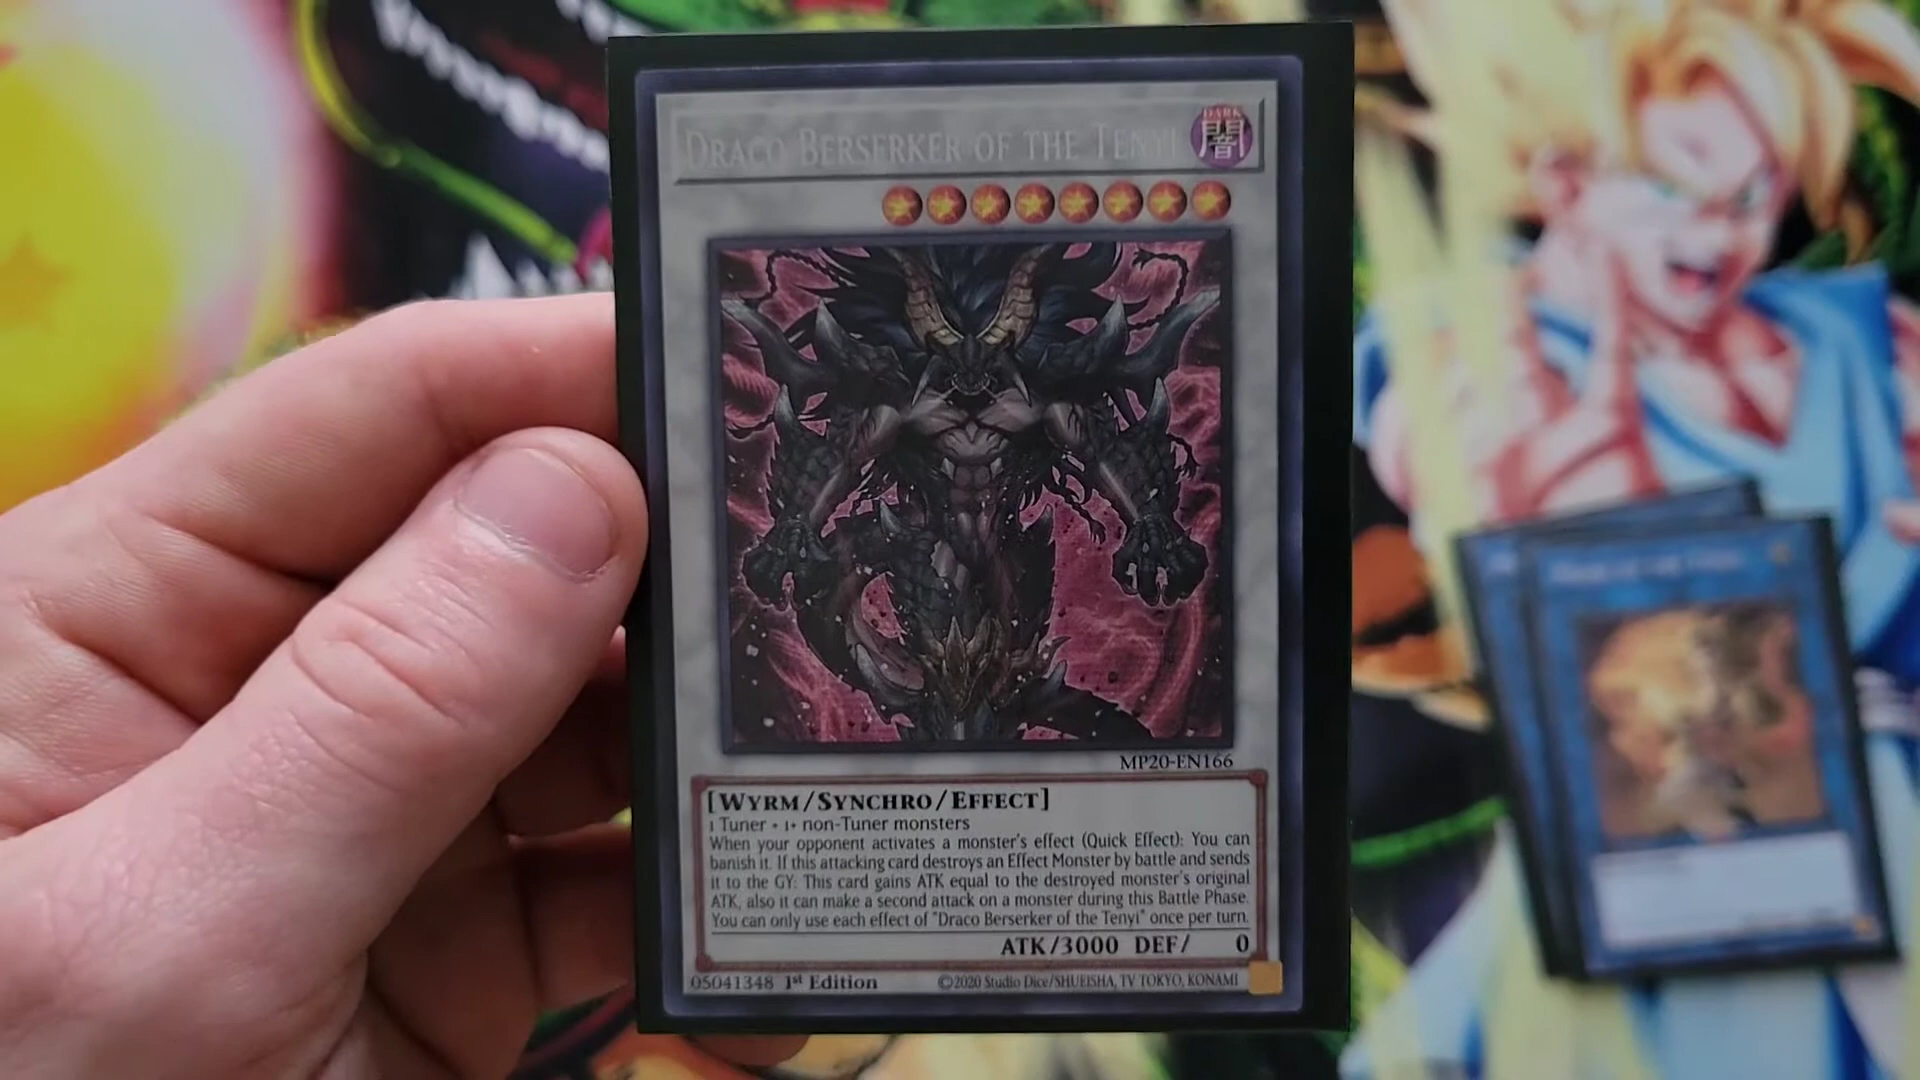 DRACO BERSERKER OF THE TENYI
DARK
闇
MP20-EN166
[WYRM/SYNCHRO/EFFECT]
1 Tuner + 1+ non-Tuner monsters
When your opponent activates a monster's effect (Quick Effect): You can
banish it. If this attacking card destroys an Effect Monster by battle and sends
it to the GY: This card gains ATK equal to the destroyed monster's original
ATK, also it can make a second attack on a monster during this Battle Phase.
You can only use each effect of "Draco Berserker of the Tenyi" once per turn.
ATK/3000 DEF/ 0
05041348 1st Edition ©2020 Studio Dice/SHUEISHA, TV TOKYO, KONAMI